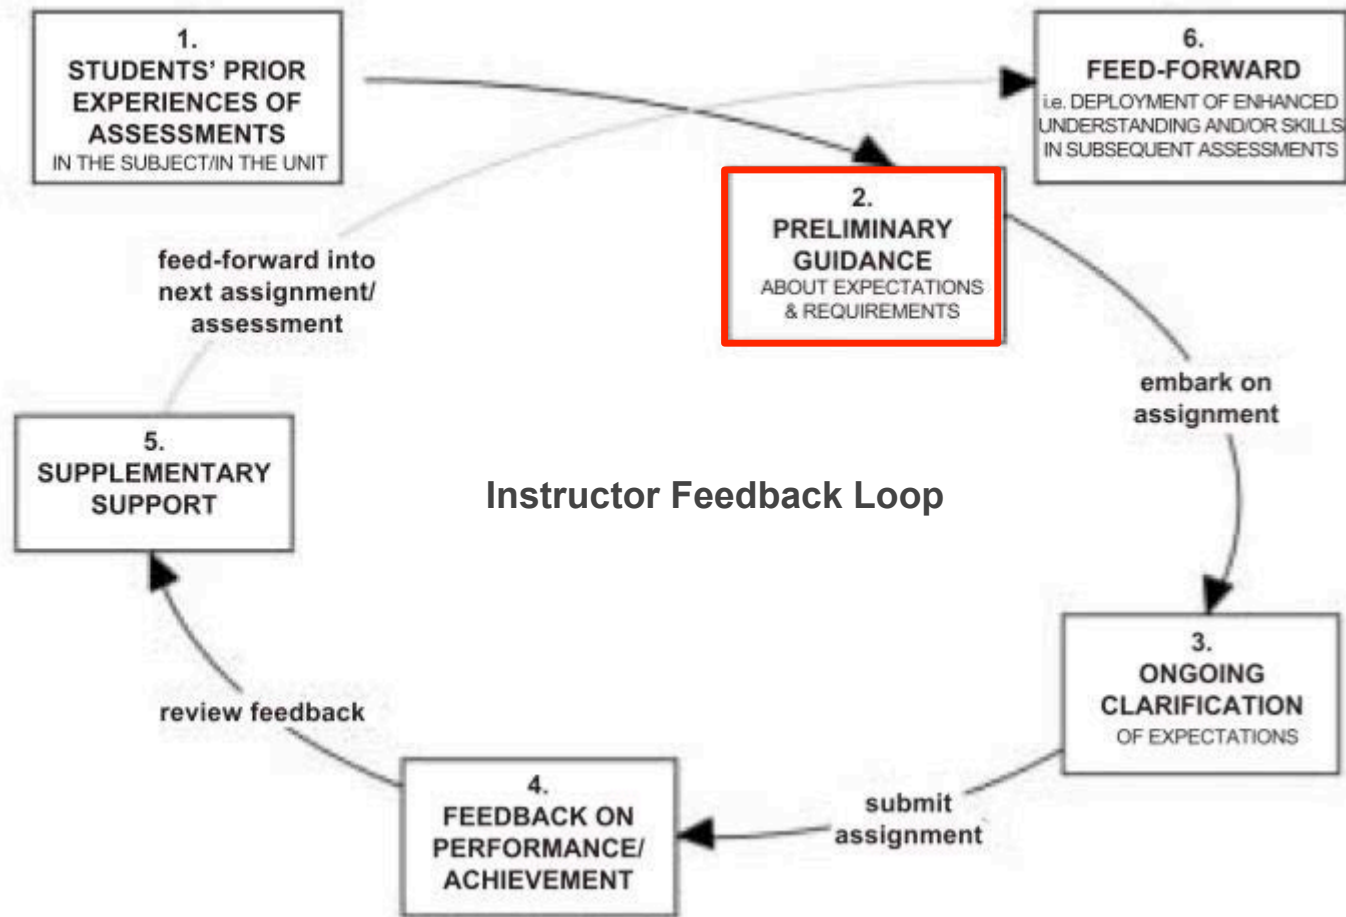 1.
STUDENTS' PRIOR
EXPERIENCES OF
ASSESSMENTS
IN THE SUBJECT/IN THE UNIT
6.
FEED-FORWARD
i.e. DEPLOYMENT OF ENHANCED
UNDERSTANDING AND/OR SKILLS
IN SUBSEQUENT ASSESSMENTS
2.
PRELIMINARY
GUIDANCE
ABOUT EXPECTATIONS
& REQUIREMENTS
feed-forward into
next assignment/
assessment
embark on
assignment
5.
SUPPLEMENTARY
SUPPORT
Instructor Feedback Loop
3.
ONGOING
CLARIFICATION
OF EXPECTATIONS
review feedback
4.
FEEDBACK ON
PERFORMANCE/
ACHIEVEMENT
submit
assignment